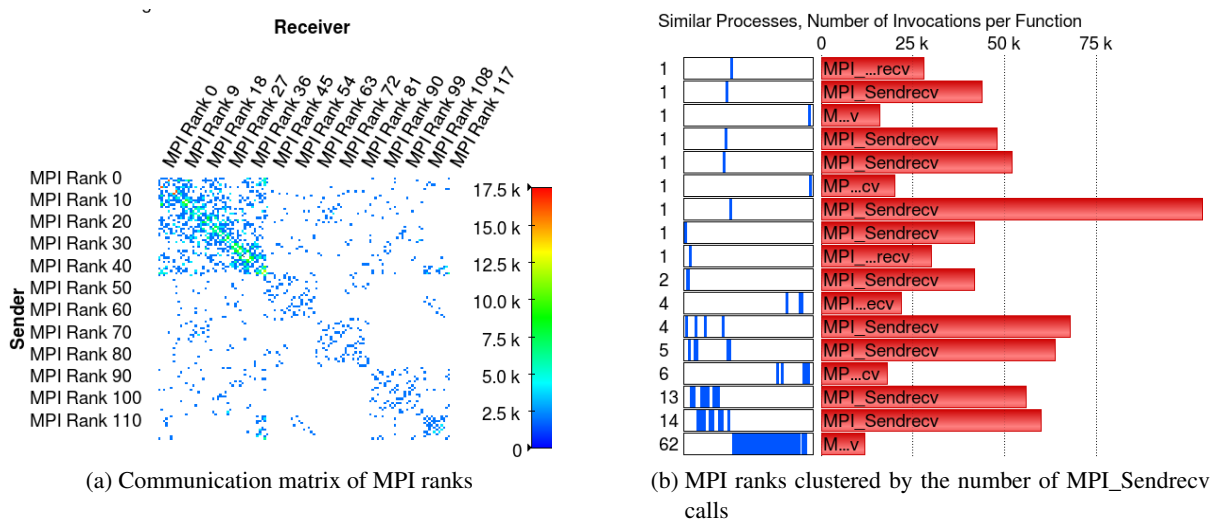 Receiver
MPI Rank 0
MPI Rank 9
MPI Rank 18
MPI Rank 27
MPI Rank 36
MPI Rank 45
MPI Rank 54
MPI Rank 63
MPI Rank 72
MPI Rank 81
MPI Rank 90
MPI Rank 99
MPI Rank 108
MPI Rank 117
Sender
MPI Rank 0
MPI Rank 10
MPI Rank 20
MPI Rank 30
MPI Rank 40
MPI Rank 50
MPI Rank 60
MPI Rank 70
MPI Rank 80
MPI Rank 90
MPI Rank 100
MPI Rank 110
17.5 k
15.0 k
12.5 k
10.0 k
7.5 k
5.0 k
2.5 k
0
(a) Communication matrix of MPI ranks
Similar Processes, Number of Invocations per Function
0 25 k 50 k 75 k
1 MPI_...recv
1 MPI_Sendrecv
1 M...v
1 MPI_Sendrecv
1 MPI_Sendrecv
1 MP...cv
1 MPI_Sendrecv
1 MPI_Sendrecv
1 MPI_...recv
2 MPI_Sendrecv
4 MPI...ecv
4 MPI_Sendrecv
5 MPI_Sendrecv
6 MP...cv
13 MPI_Sendrecv
14 MPI_Sendrecv
62 M...v
(b) MPI ranks clustered by the number of MPI_Sendrecv
calls